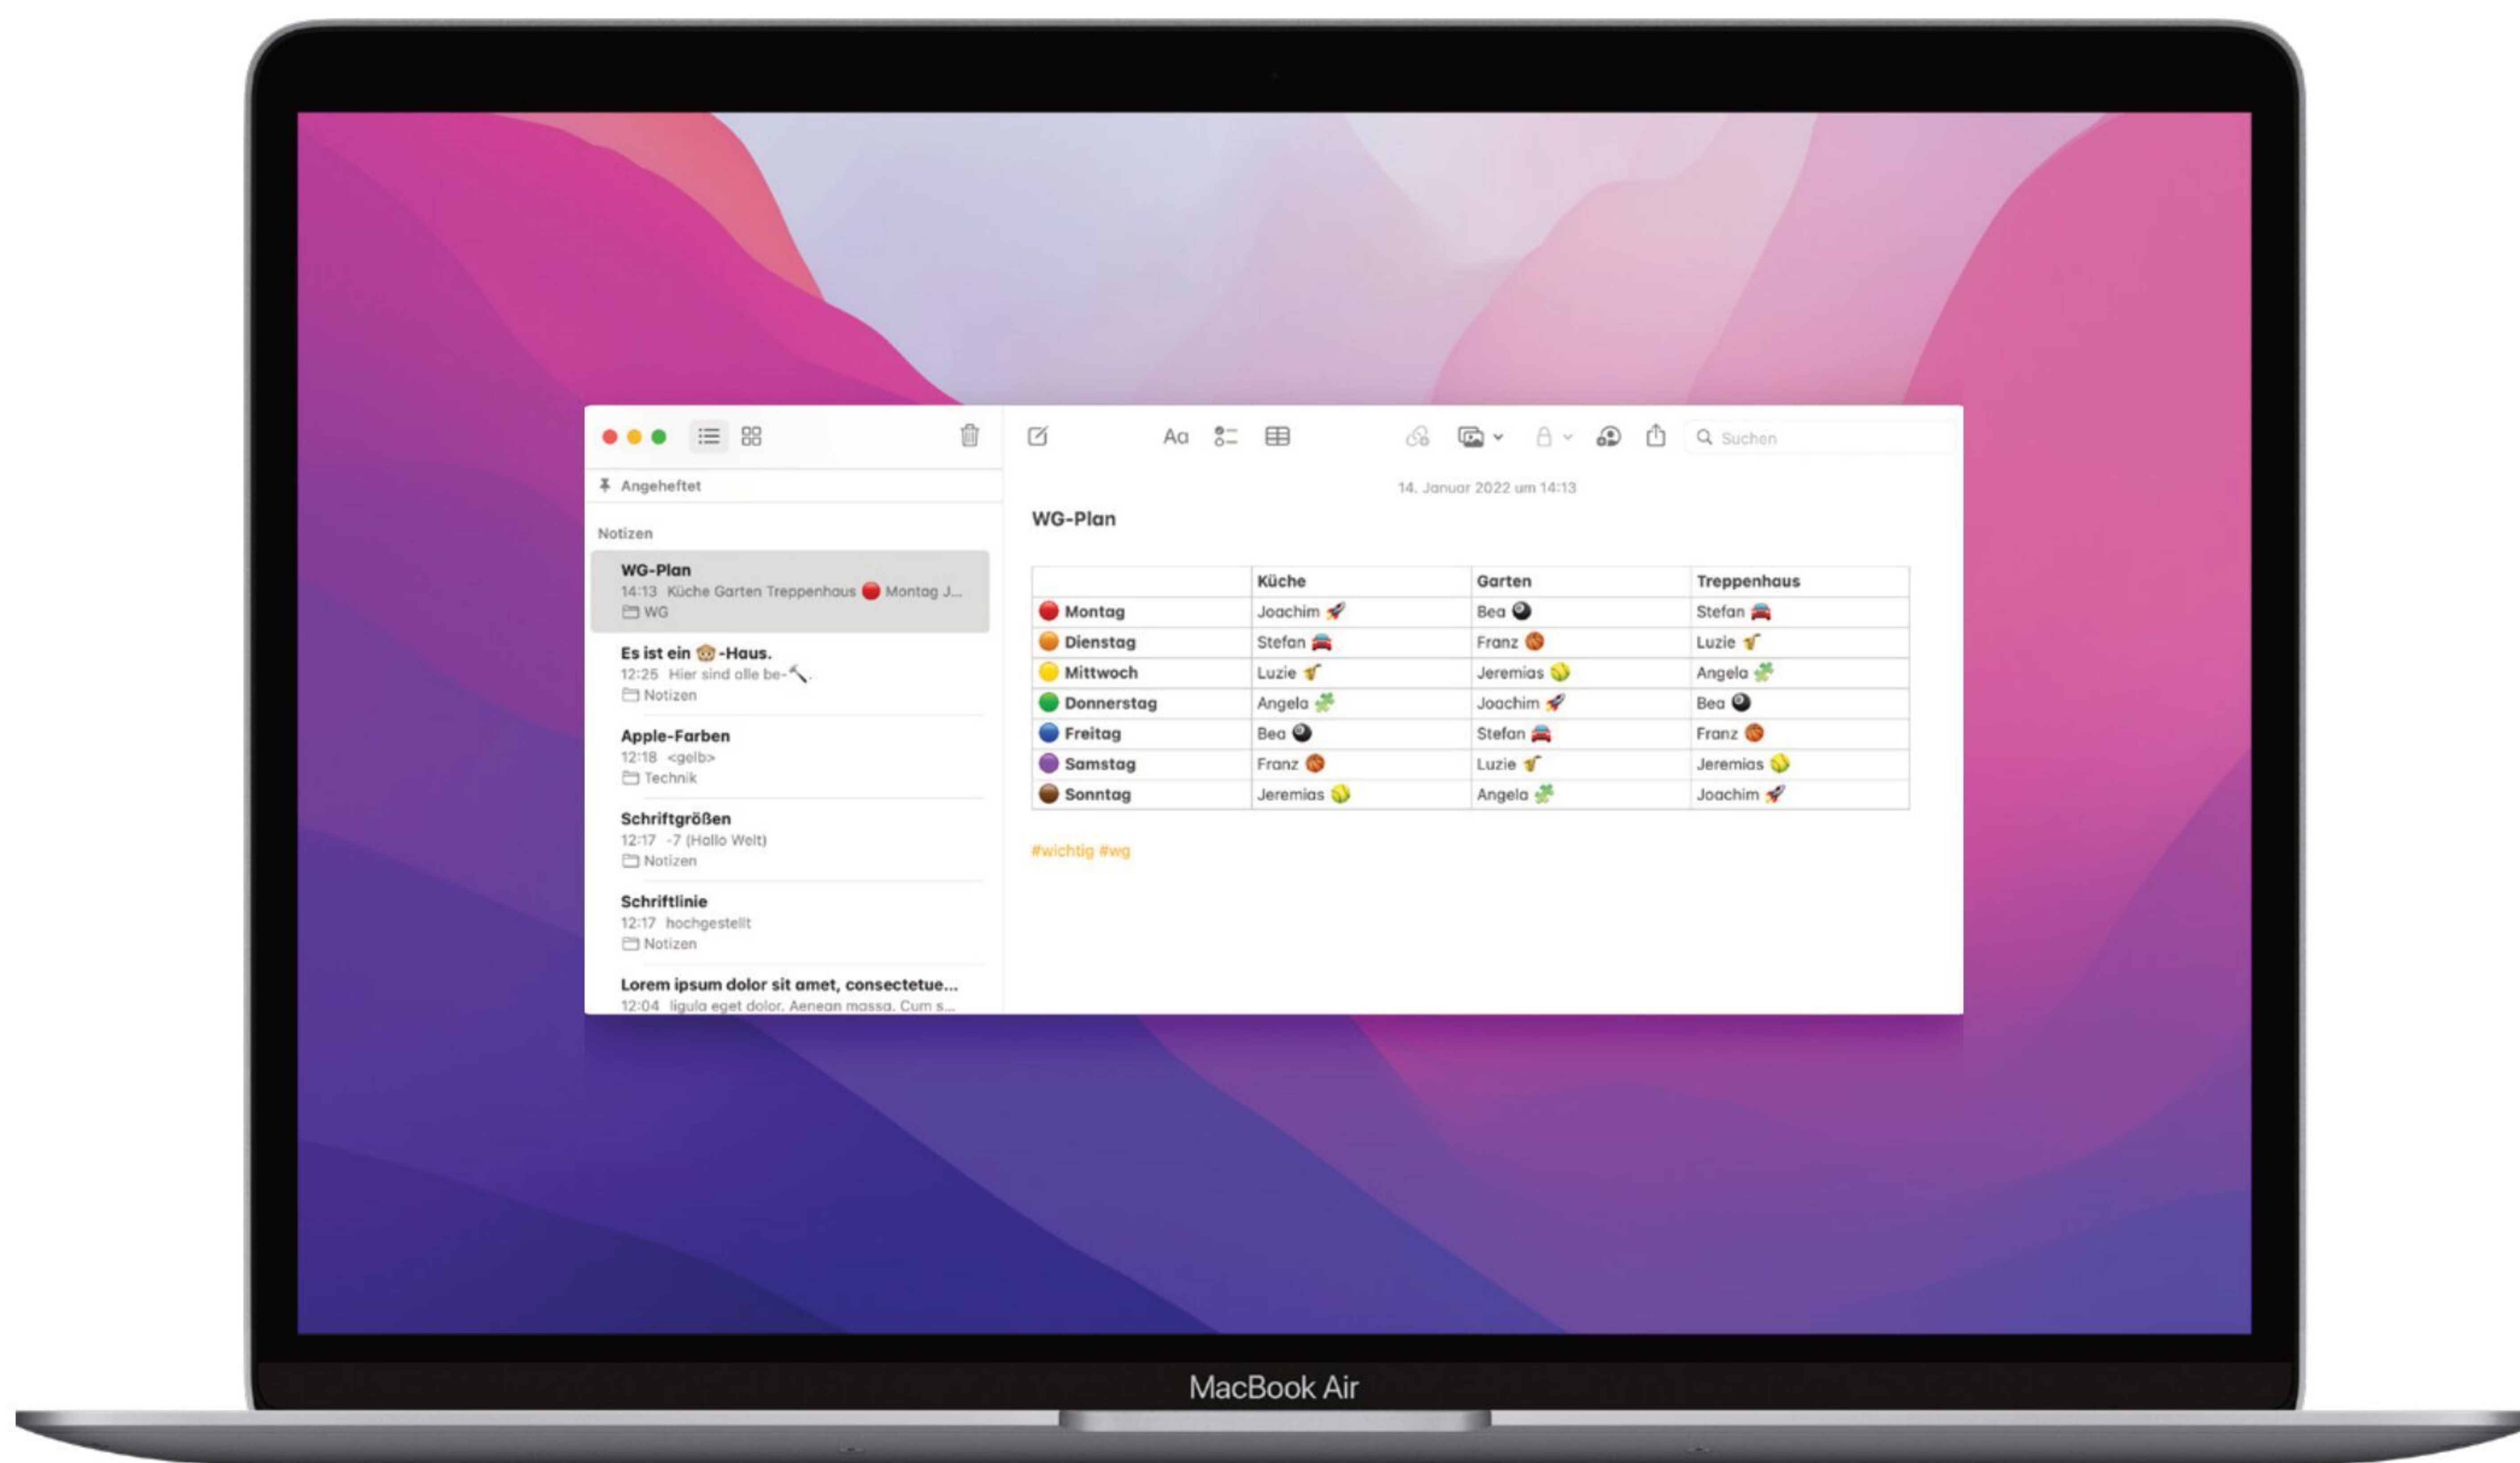 Angeheftet
Notizen
WG-Plan
14:13 Küche Garten Treppenhaus 🔴 Montag J...
WG
Es ist ein 🐵-Haus.
12:25 Hier sind alle be-🔨.
Notizen
Apple-Farben
12:18 <gelb>
Technik
Schriftgrößen
12:17 -7 (Hallo Welt)
Notizen
Schriftlinie
12:17 hochgestellt
Notizen
Lorem ipsum dolor sit amet, consectetue...
12:04 ligula eget dolor. Aenean massa. Cum s...
Aa
Suchen
14. Januar 2022 um 14:13
WG-Plan
Küche Garten Treppenhaus
🔴 Montag Joachim 🚀 Bea 🎱 Stefan 🚘
🟠 Dienstag Stefan 🚘 Franz 🏀 Luzie 🎷
🟡 Mittwoch Luzie 🎷 Jeremias 🥎 Angela 🍀
🟢 Donnerstag Angela 🍀 Joachim 🚀 Bea 🎱
🔵 Freitag Bea 🎱 Stefan 🚘 Franz 🏀
🟣 Samstag Franz 🏀 Luzie 🎷 Jeremias 🥎
🟤 Sonntag Jeremias 🥎 Angela 🍀 Joachim 🚀
#wichtig #wg
MacBook Air